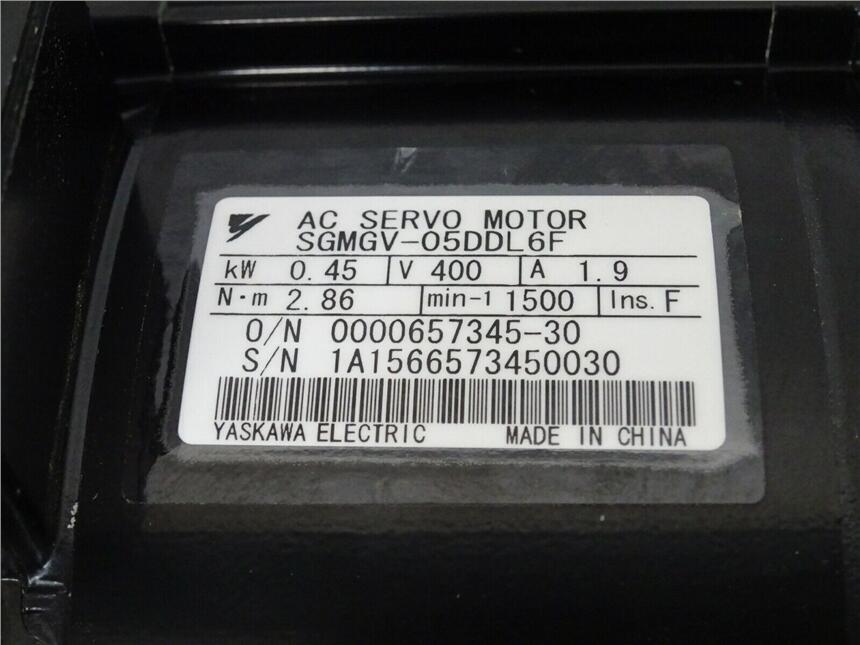 AC SERVO MOTOR
SGMGV-05DDL6F
kW 0.45 V 400 A 1.9
N·m 2.86 min-1 1500 Ins. F
O/N 0000657345-30
S/N 1A1566573450030
YASKAWA ELECTRIC MADE IN CHINA